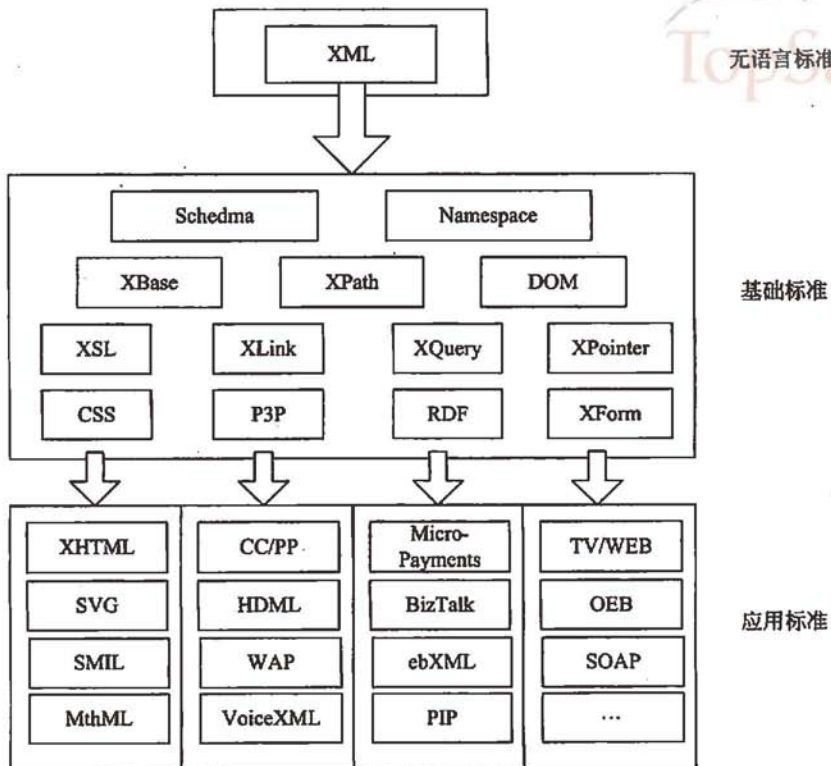 XML
无语言标准
TopS
Schedma Namespace
XBase XPath DOM
基础标准
XSL XLink XQuery XPointer
CSS P3P RDF XForm
XHTML CC/PP Micro-
Payments TV/WEB
SVG HDML BizTalk OEB
应用标准
SMIL WAP ebXML SOAP
MthML VoiceXML PIP ...